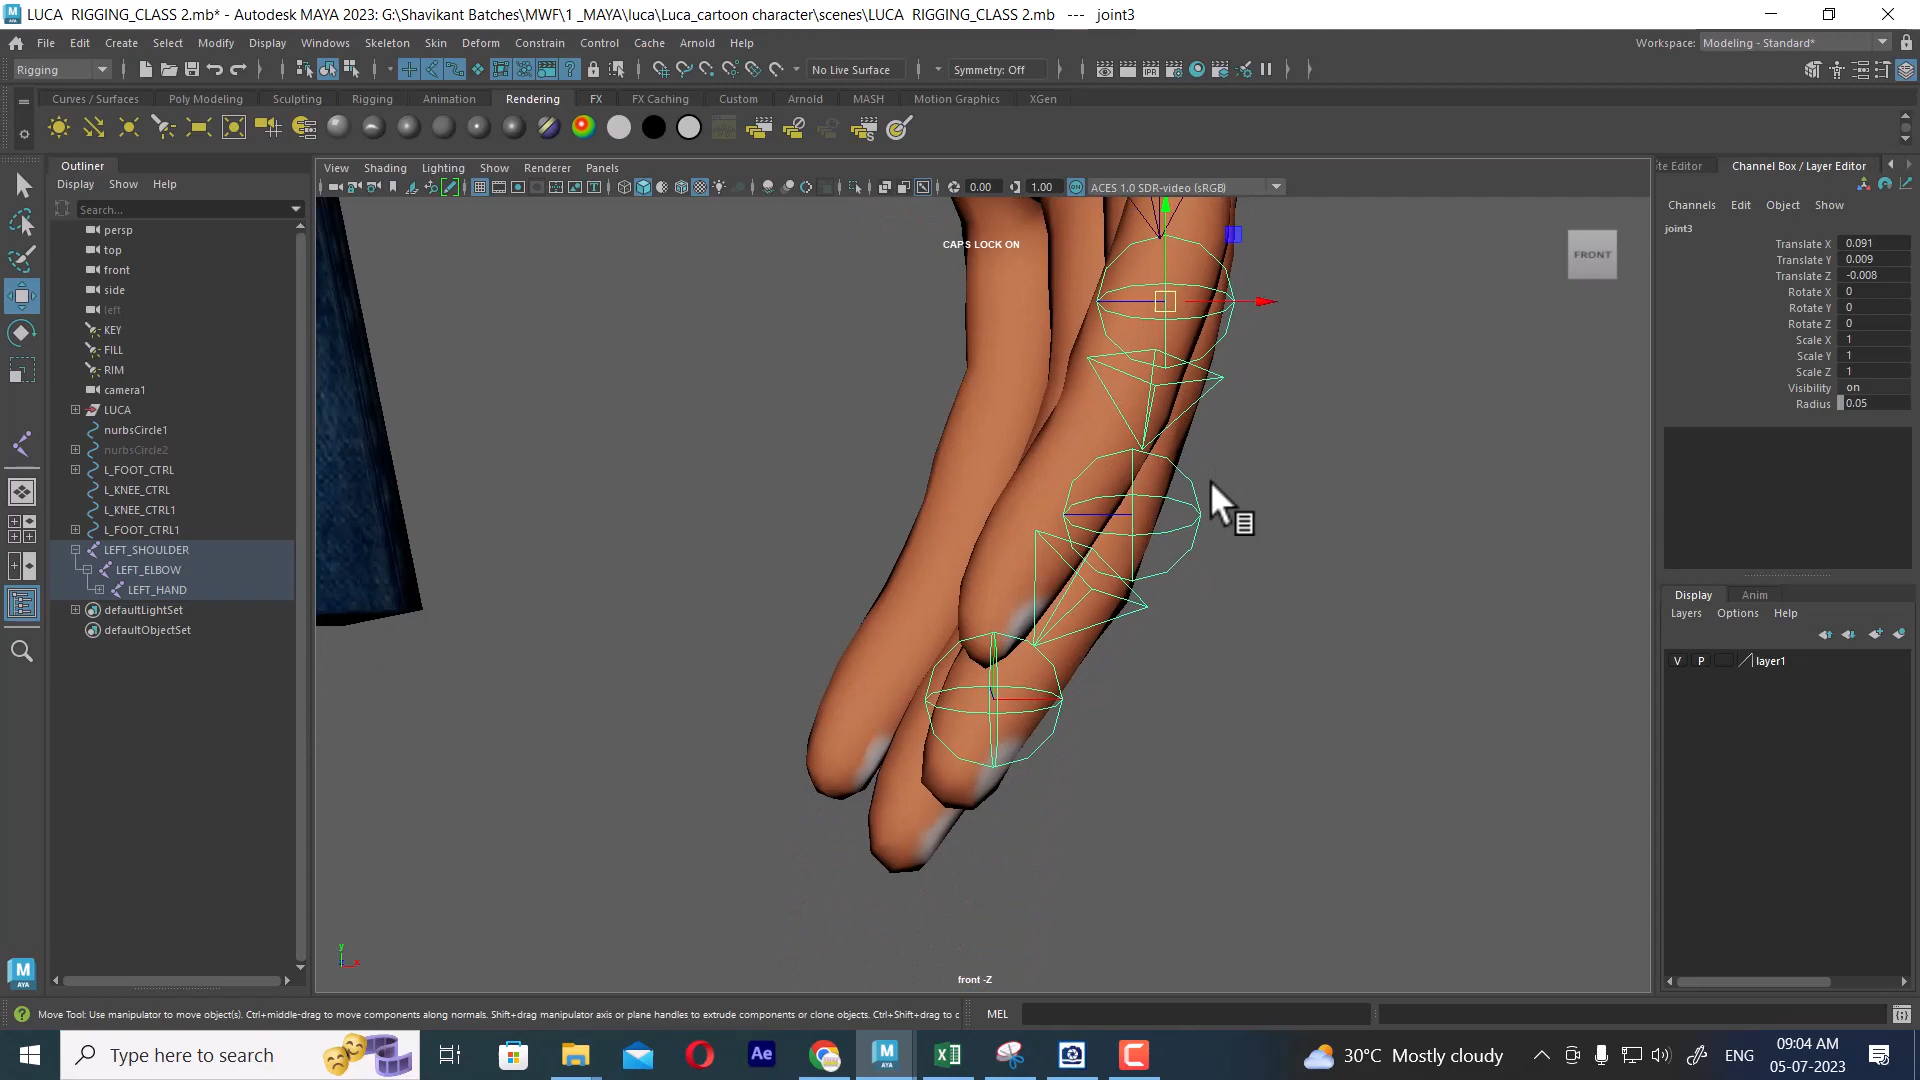 LUCA  RIGGING_CLASS 2.mb* - Autodesk MAYA 2023: G:\Shavikant Batches\MWF\1 _MAYA\luca\Luca_cartoon character\scenes\LUCA  RIGGING_CLASS 2.mb   ---   joint3
File Edit Create Select Modify Display Windows Skeleton Skin Deform Constrain Control Cache Arnold Help
Workspace: Modeling - Standard*
Rigging
No Live Surface
Symmetry: Off
Curves / Surfaces Poly Modeling Sculpting Rigging Animation Rendering FX FX Caching Custom Arnold MASH Motion Graphics XGen
Outliner
Display Show Help
Search...
persp
top
front
side
left
KEY
FILL
RIM
camera1
LUCA
nurbsCircle1
nurbsCircle2
L_FOOT_CTRL
L_KNEE_CTRL
L_KNEE_CTRL1
L_FOOT_CTRL1
LEFT_SHOULDER
LEFT_ELBOW
LEFT_HAND
defaultLightSet
defaultObjectSet
View Shading Lighting Show Renderer Panels
0.00 1.00 ACES 1.0 SDR-video (sRGB)
CAPS LOCK ON
FRONT
front -Z
te Editor Channel Box / Layer Editor
Channels Edit Object Show
joint3
Translate X 0.091
Translate Y 0.009
Translate Z -0.008
Rotate X 0
Rotate Y 0
Rotate Z 0
Scale X 1
Scale Y 1
Scale Z 1
Visibility on
Radius 0.05
Display Anim
Layers Options Help
V P layer1
Move Tool: Use manipulator to move object(s). Ctrl+middle-drag to move components along normals. Shift+drag manipulator axis or plane handles to extrude components or clone objects. Ctrl+Shift+drag to c
MEL
Type here to search
30°C Mostly cloudy
ENG
09:04 AM
05-07-2023